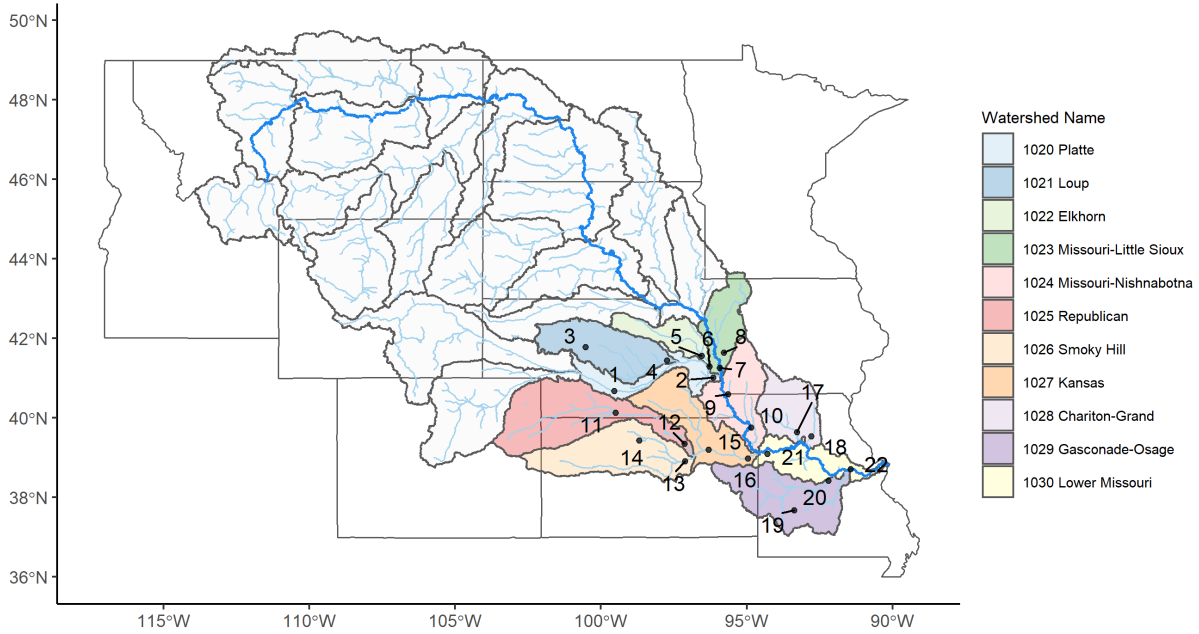 50°N
48°N
46°N
44°N
42°N
40°N
38°N
36°N
115°W
110°W
105°W
100°W
95°W
90°W
3
5
6
8
1
4
2
7
9
10
17
11
12
15
18
14
21
22
13
16
20
19
Watershed Name
1020 Platte
1021 Loup
1022 Elkhorn
1023 Missouri-Little Sioux
1024 Missouri-Nishnabotna
1025 Republican
1026 Smoky Hill
1027 Kansas
1028 Chariton-Grand
1029 Gasconade-Osage
1030 Lower Missouri